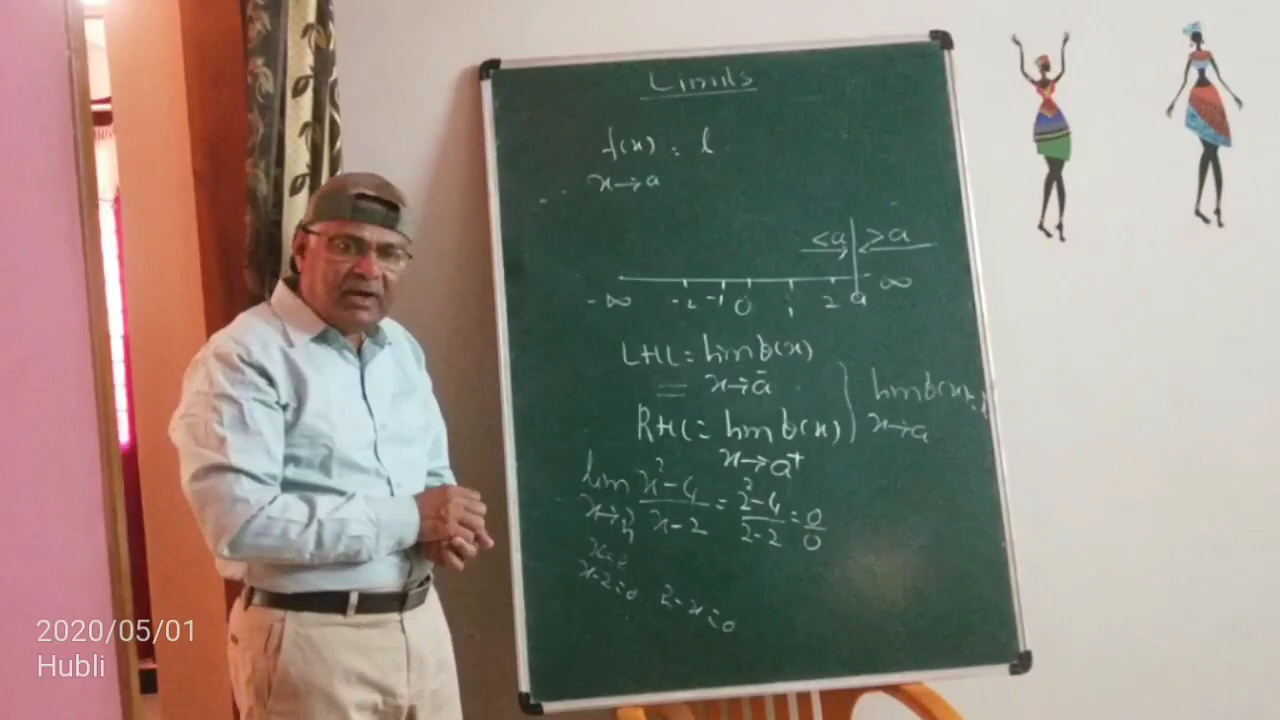 Limits
f(x) = l
x→a
<a >a
-∞ -2 -1 0 1 2 a ∞
LHL = lim f(x)
x→a⁻
RHL = lim f(x)
x→a⁺
lim f(x) = l
x→a
lim x²-4 / x-2 = 2²-4 / 2-2 = 0/0
x→2
x=2
x-2=0. 2-x=0
2020/05/01
Hubli